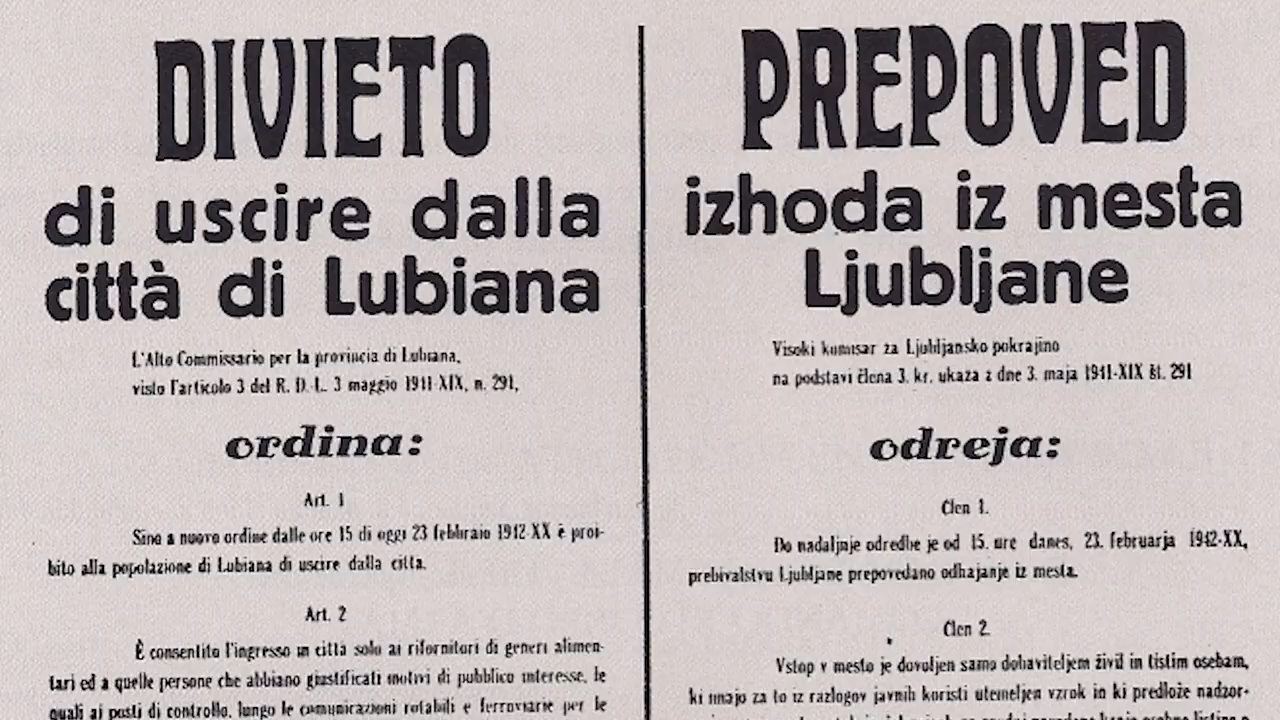 DIVIETO
di uscire dalla
città di Lubiana
L'Alto Commissario per la provincia di Lubiana,
visto l'articolo 3 del R. D. L. 3 maggio 1941-XIX, n. 291,
ordina:
Art. 1
Sino a nuovo ordine dalle ore 15 di oggi 23 febbraio 1942-XX è proi-
bito alla popolazione di Lubiana di uscire dalla città.
Art. 2
È consentito l'ingresso in città solo ai rifornitori di generi alimen-
tari ed a quelle persone che abbiano giustificati motivi di pubblico interesse, le
quali ai posti di controllo, lungo le comunicazioni rotabili e ferroviarie per le
PREPOVED
izhoda iz mesta
Ljubljane
Visoki komisar za Ljubljansko pokrajino
na podstavi člena 3. kr. ukaza z dne 3. maja 1941-XIX št. 291
odreja:
Člen 1.
Do nadaljnje odredbe je od 15. ure danes, 23. februarja 1942-XX,
prebivalstvu Ljubljane prepovedano odhajanje iz mesta.
Člen 2.
Vstop v mesto je dovoljen samo dobaviteljem živil in tistim osebam,
ki imajo za to iz razlogov javnih koristi utemeljen vzrok in ki predlože nadzor-